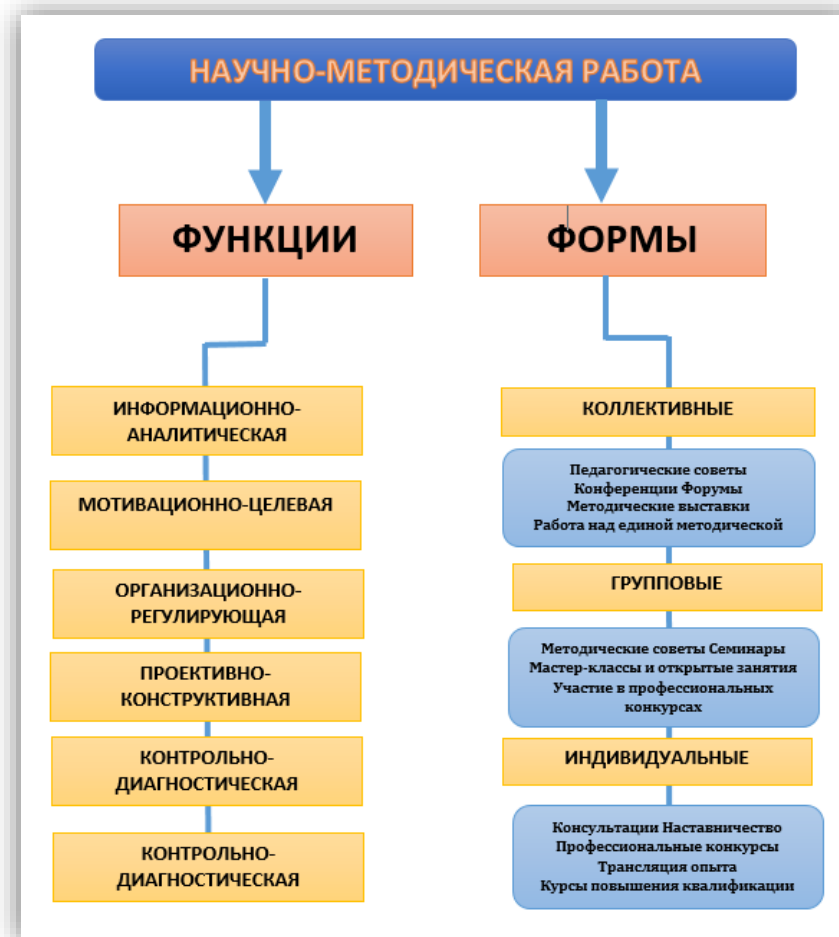 НАУЧНО-МЕТОДИЧЕСКАЯ РАБОТА
ФУНКЦИИ
ИНФОРМАЦИОННО-
АНАЛИТИЧЕСКАЯ
МОТИВАЦИОННО-ЦЕЛЕВАЯ
ОРГАНИЗАЦИОННО-
РЕГУЛИРУЮЩАЯ
ПРОЕКТИВНО-
КОНСТРУКТИВНАЯ
КОНТРОЛЬНО-
ДИАГНОСТИЧЕСКАЯ
КОНТРОЛЬНО-
ДИАГНОСТИЧЕСКАЯ
ФОРМЫ
КОЛЛЕКТИВНЫЕ
Педагогические советы
Конференции Форумы
Методические выставки
Работа над единой методической
ГРУППОВЫЕ
Методические советы Семинары
Мастер-классы и открытые занятия
Участие в профессиональных
конкурсах
ИНДИВИДУАЛЬНЫЕ
Консультации Наставничество
Профессиональные конкурсы
Трансляция опыта
Курсы повышения квалификации